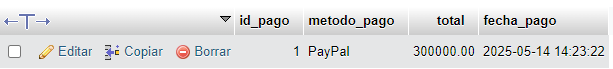 id_pago metodo_pago total fecha_pago
Editar Copiar Borrar 1 PayPal 300000.00 2025-05-14 14:23:22